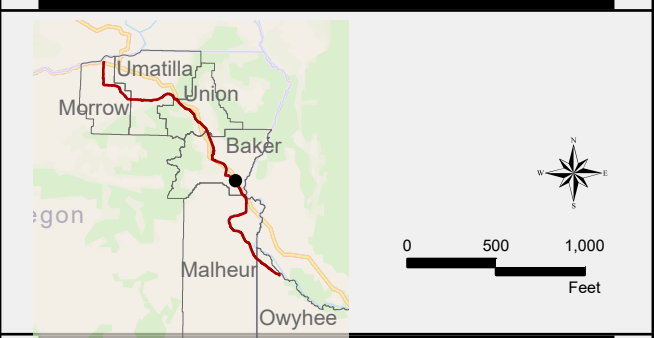 Umatilla
Union
Morrow
Baker
egon
Malheur
Owyhee
N
W E
S
0 500 1,000
Feet